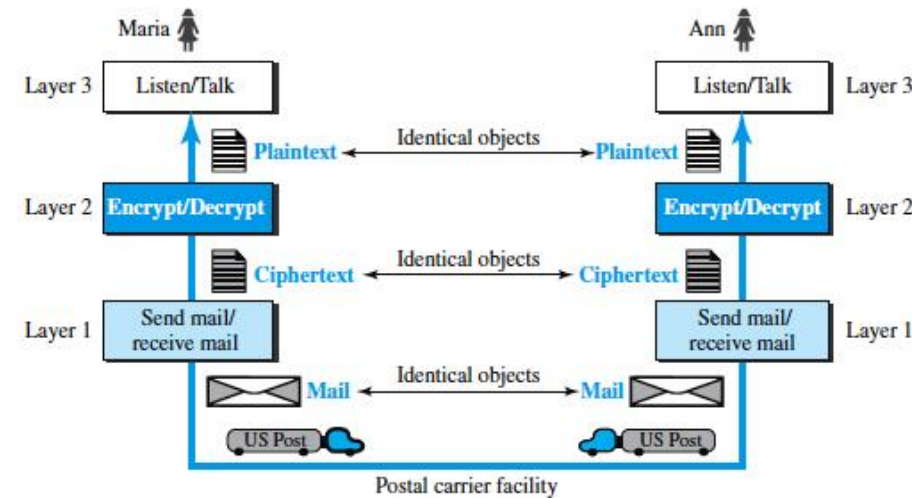 Maria Ann
Layer 3 Listen/Talk Listen/Talk Layer 3
Identical objects
Plaintext Plaintext
Layer 2 Encrypt/Decrypt Encrypt/Decrypt Layer 2
Identical objects
Ciphertext Ciphertext
Layer 1 Send mail/ receive mail Send mail/ receive mail Layer 1
Identical objects
Mail Mail
US Post US Post
Postal carrier facility